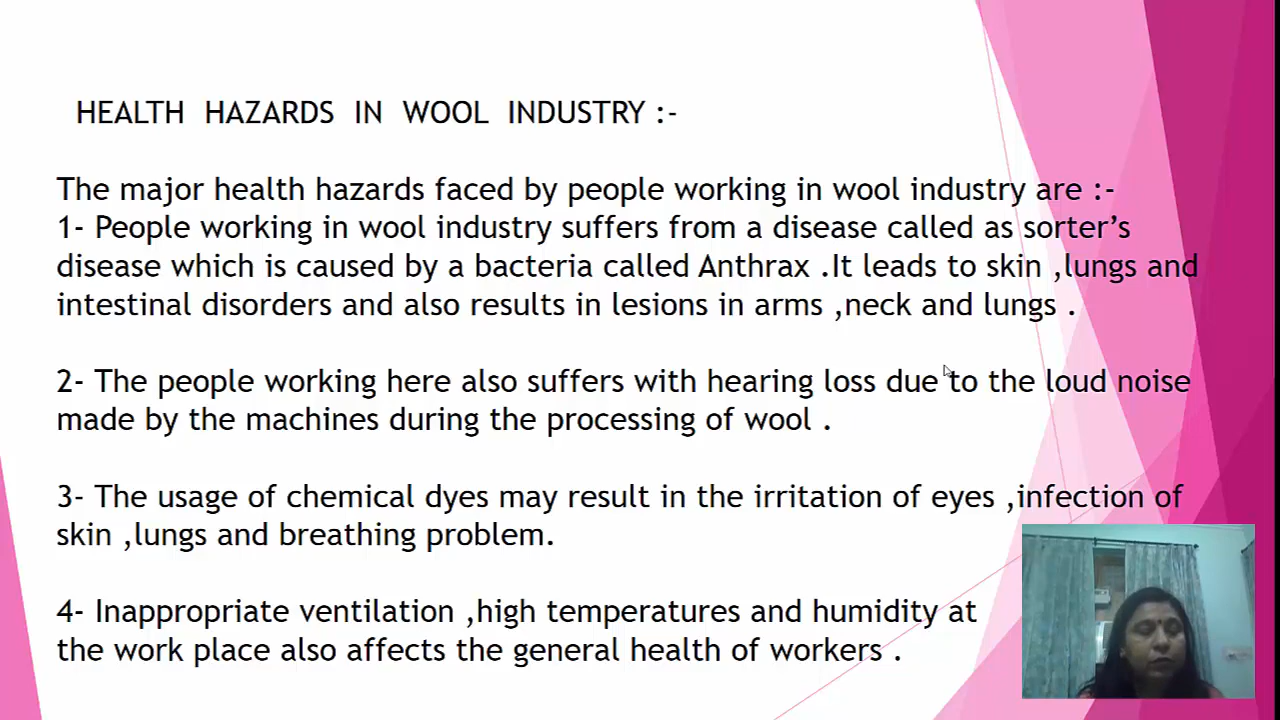 HEALTH HAZARDS IN WOOL INDUSTRY :-
The major health hazards faced by people working in wool industry are :-
1- People working in wool industry suffers from a disease called as sorter’s
disease which is caused by a bacteria called Anthrax .It leads to skin ,lungs and
intestinal disorders and also results in lesions in arms ,neck and lungs .
2- The people working here also suffers with hearing loss due to the loud noise
made by the machines during the processing of wool .
3- The usage of chemical dyes may result in the irritation of eyes ,infection of
skin ,lungs and breathing problem.
4- Inappropriate ventilation ,high temperatures and humidity at
the work place also affects the general health of workers .